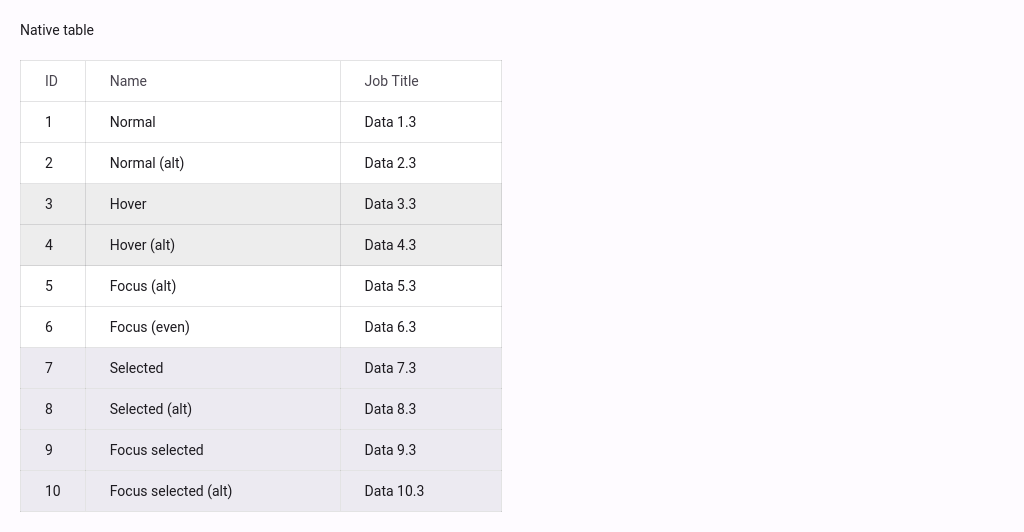 Native table
ID Name Job Title
1 Normal Data 1.3
2 Normal (alt) Data 2.3
3 Hover Data 3.3
4 Hover (alt) Data 4.3
5 Focus (alt) Data 5.3
6 Focus (even) Data 6.3
7 Selected Data 7.3
8 Selected (alt) Data 8.3
9 Focus selected Data 9.3
10 Focus selected (alt) Data 10.3